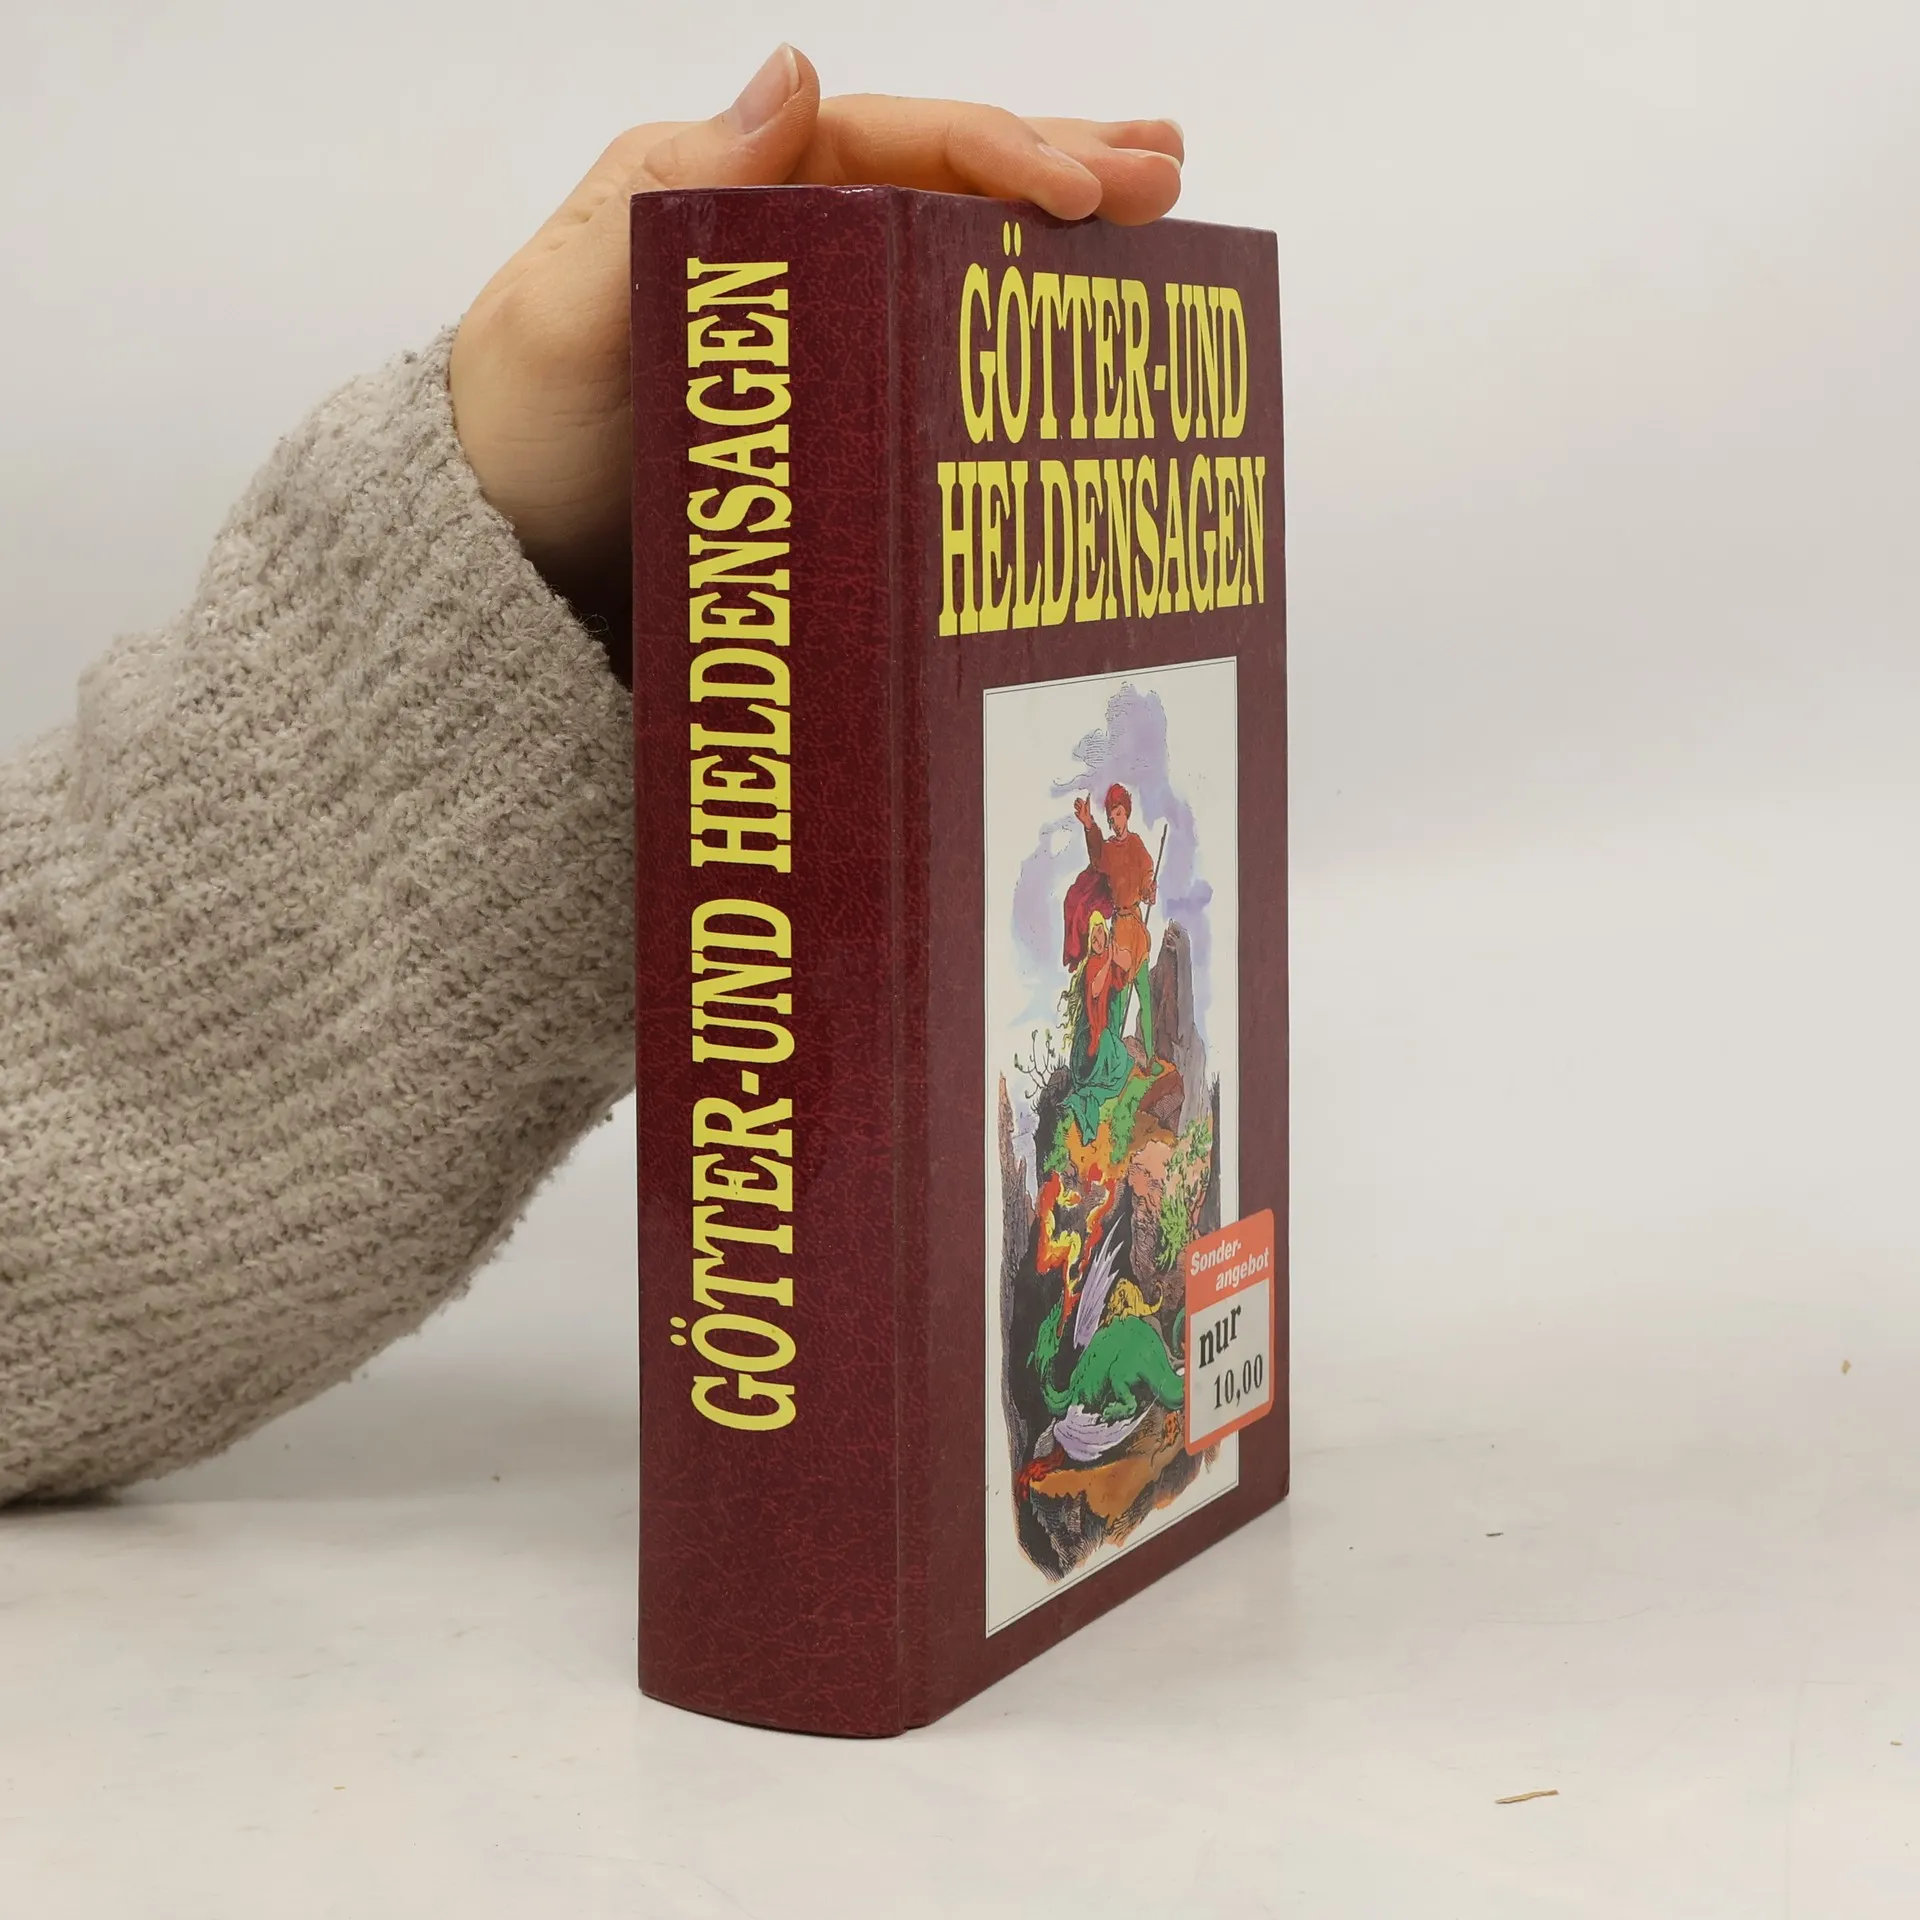 GÖTTER-UND HELDENSAGEN
GÖTTER-UND
HELDENSAGEN
Sonder-
angebot
nur
10,00